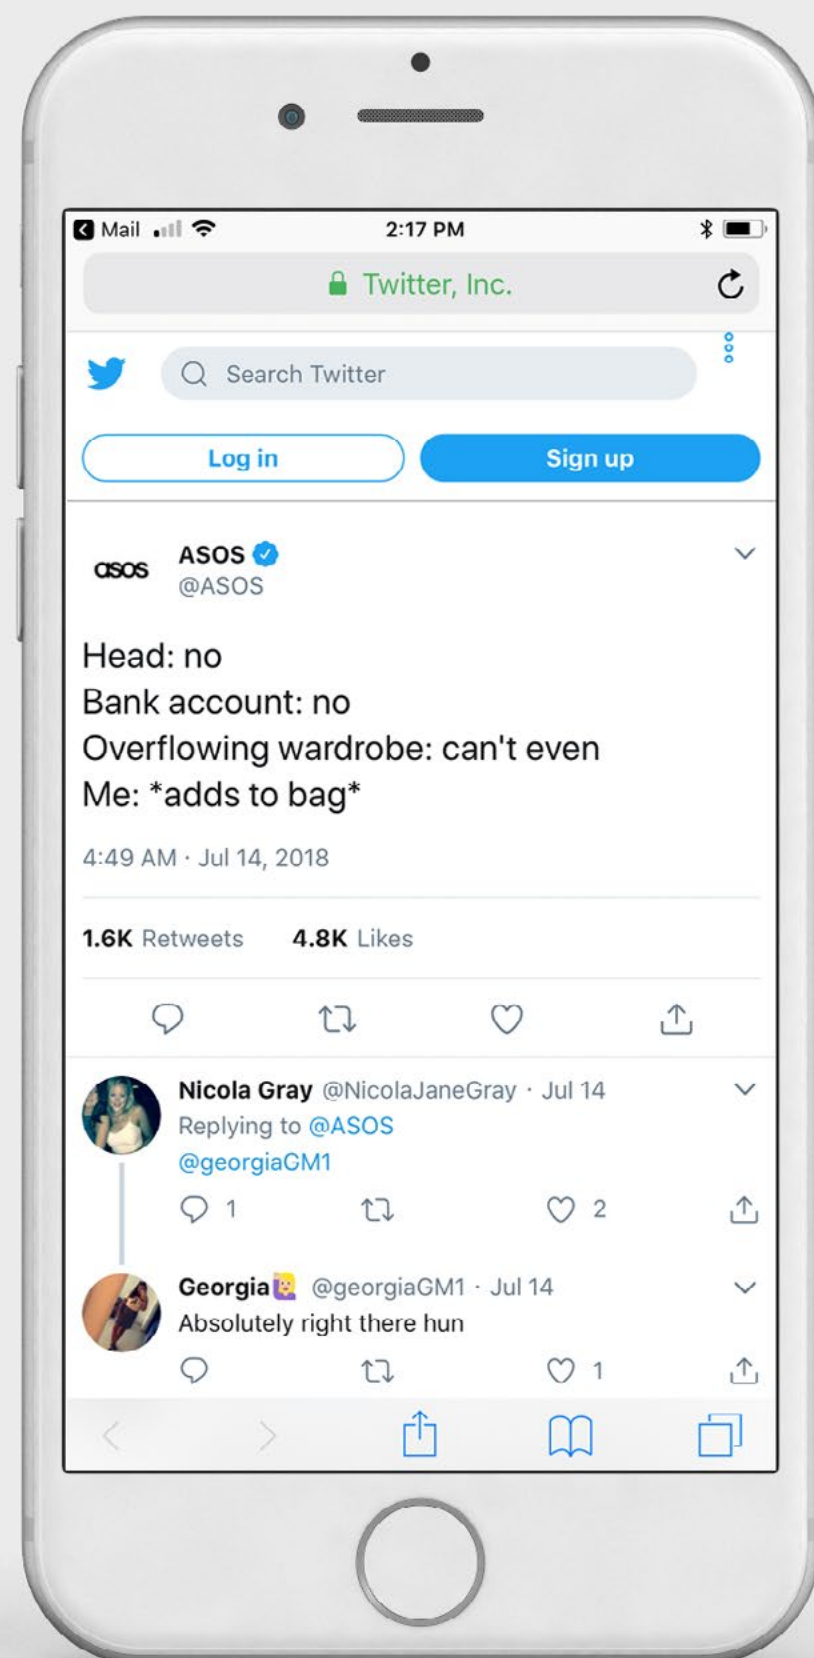 Mail
2:17 PM
Twitter, Inc.
Search Twitter
Log in
Sign up
asos
ASOS
@ASOS
Head: no
Bank account: no
Overflowing wardrobe: can't even
Me: *adds to bag*
4:49 AM · Jul 14, 2018
1.6K Retweets 4.8K Likes
Nicola Gray @NicolaJaneGray · Jul 14
Replying to @ASOS
@georgiaGM1
1 2
Georgia🙋🏼 @georgiaGM1 · Jul 14
Absolutely right there hun
1